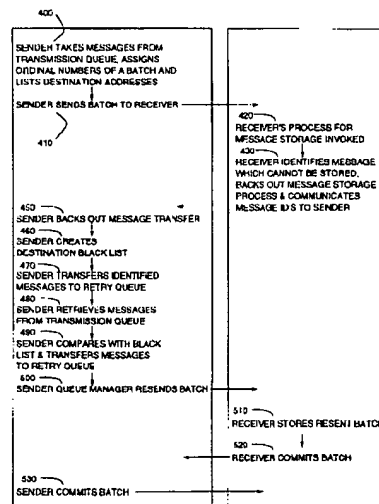 400
SENDER TAKES MESSAGES FROM
TRANSMISSION QUEUE, ASSIGNS
ORDINAL NUMBERS OF A BATCH AND
LISTS DESTINATION ADDRESSES
SENDER SENDS BATCH TO RECEIVER
410
420
RECEIVER'S PROCESS FOR
MESSAGE STORAGE INVOKED
430
RECEIVER IDENTIFIES MESSAGE
WHICH CANNOT BE STORED,
BACKS OUT MESSAGE STORAGE
PROCESS & COMMUNICATES
MESSAGE IDS TO SENDER
450
SENDER BACKS OUT MESSAGE TRANSFER
460
SENDER CREATES
DESTINATION BLACK LIST
470
SENDER TRANSFERS IDENTIFIED
MESSAGES TO RETRY QUEUE
480
SENDER RETRIEVES MESSAGES
FROM TRANSMISSION QUEUE
490
SENDER COMPARES WITH BLACK
LIST & TRANSFERS MESSAGES
TO RETRY QUEUE
500
SENDER QUEUE MANAGER RESENDS BATCH
510
RECEIVER STORES RESENT BATCH
520
RECEIVER COMMITS BATCH
530
SENDER COMMITS BATCH